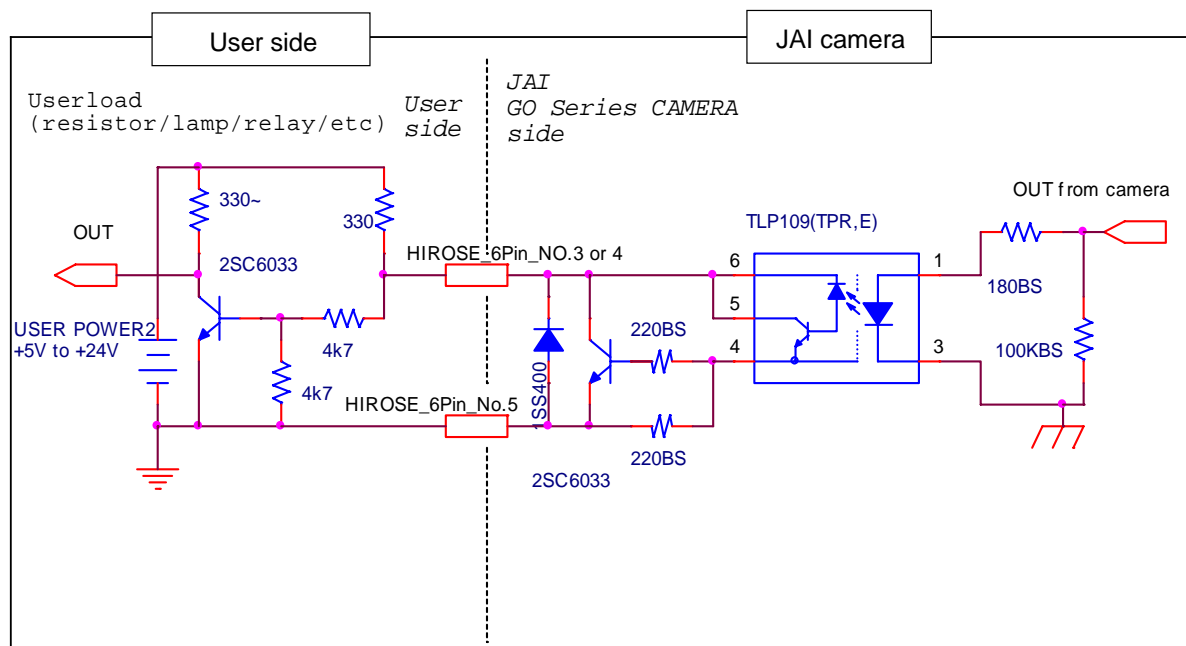 User side
JAI camera
Userload
(resistor/lamp/relay/etc)
User
side
JAI
GO Series CAMERA
side
330~
330
OUT
2SC6033
USER POWER2
+5V to +24V
4k7
4k7
HIROSE_6Pin_NO.3 or 4
HIROSE_6Pin_No.5
1SS400
220BS
220BS
2SC6033
TLP109(TPR,E)
6
5
4
1
3
OUT from camera
180BS
100KBS